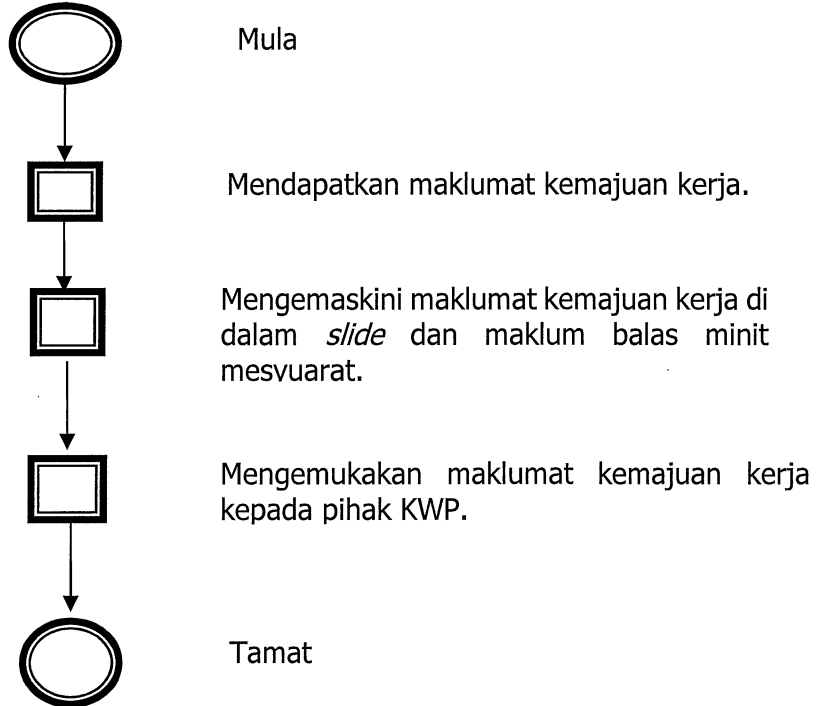 Mula
Mendapatkan maklumat kemajuan kerja.
Mengemaskini maklumat kemajuan kerja di
dalam slide dan maklum balas minit
mesyuarat.
Mengemukakan maklumat kemajuan kerja
kepada pihak KWP.
Tamat